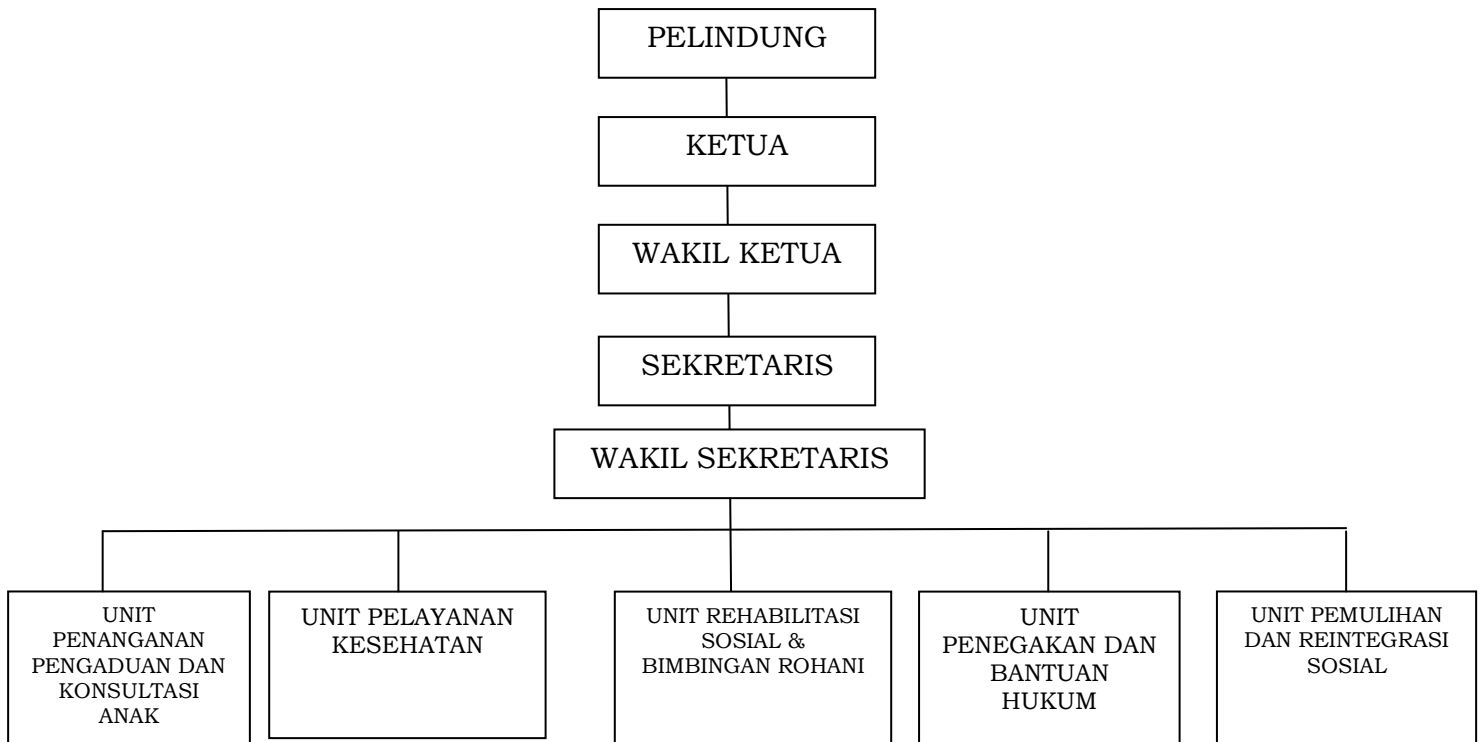 PELINDUNG
KETUA
WAKIL KETUA
SEKRETARIS
WAKIL SEKRETARIS
UNIT
PENANGANAN
PENGADUAN DAN
KONSULTASI
ANAK
UNIT PELAYANAN
KESEHATAN
UNIT REHABILITASI
SOSIAL &
BIMBINGAN ROHANI
UNIT
PENEGAKAN DAN
BANTUAN
HUKUM
UNIT PEMULIHAN
DAN REINTEGRASI
SOSIAL